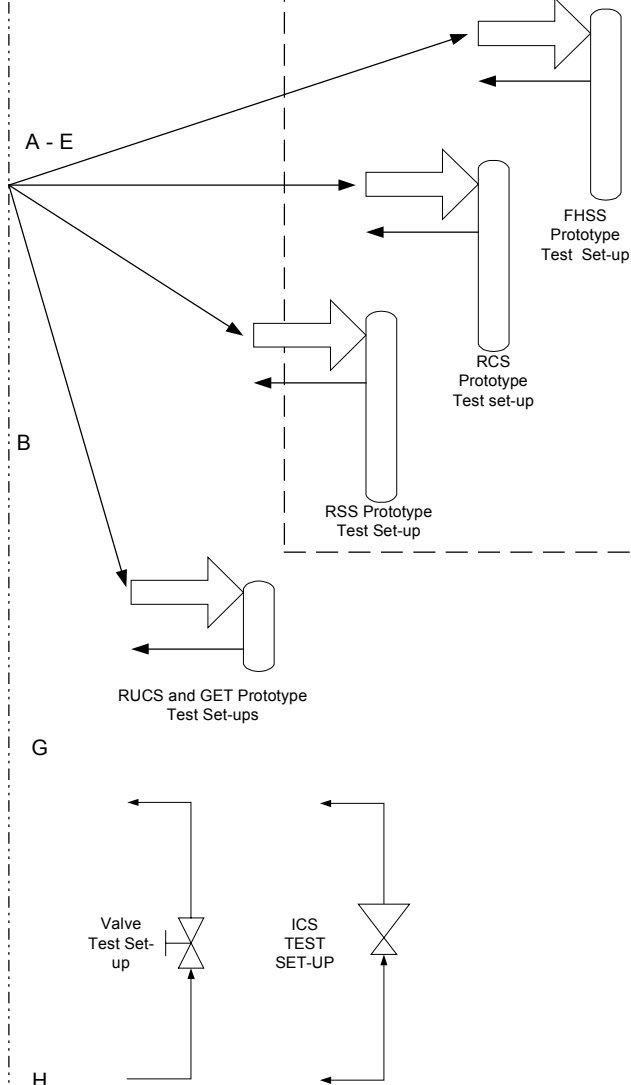 A - E
FHSS
Prototype
Test Set-up
RCS
Prototype
Test set-up
B
RSS Prototype
Test Set-up
RUCS and GET Prototype
Test Set-ups
G
Valve
Test Set-
up
ICS
TEST
SET-UP
H